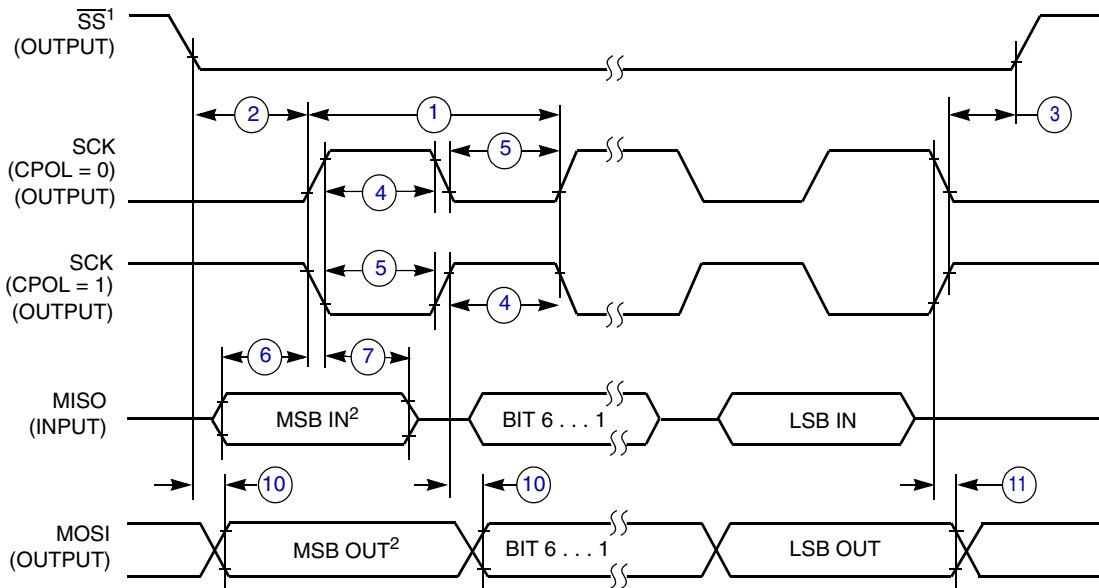 SS¹
(OUTPUT)
2
1
3
SCK
(CPOL = 0)
(OUTPUT)
5
4
SCK
(CPOL = 1)
(OUTPUT)
5
4
6
7
MISO
(INPUT)
MSB IN²
BIT 6 . . . 1
LSB IN
10
10
11
MOSI
(OUTPUT)
MSB OUT²
BIT 6 . . . 1
LSB OUT